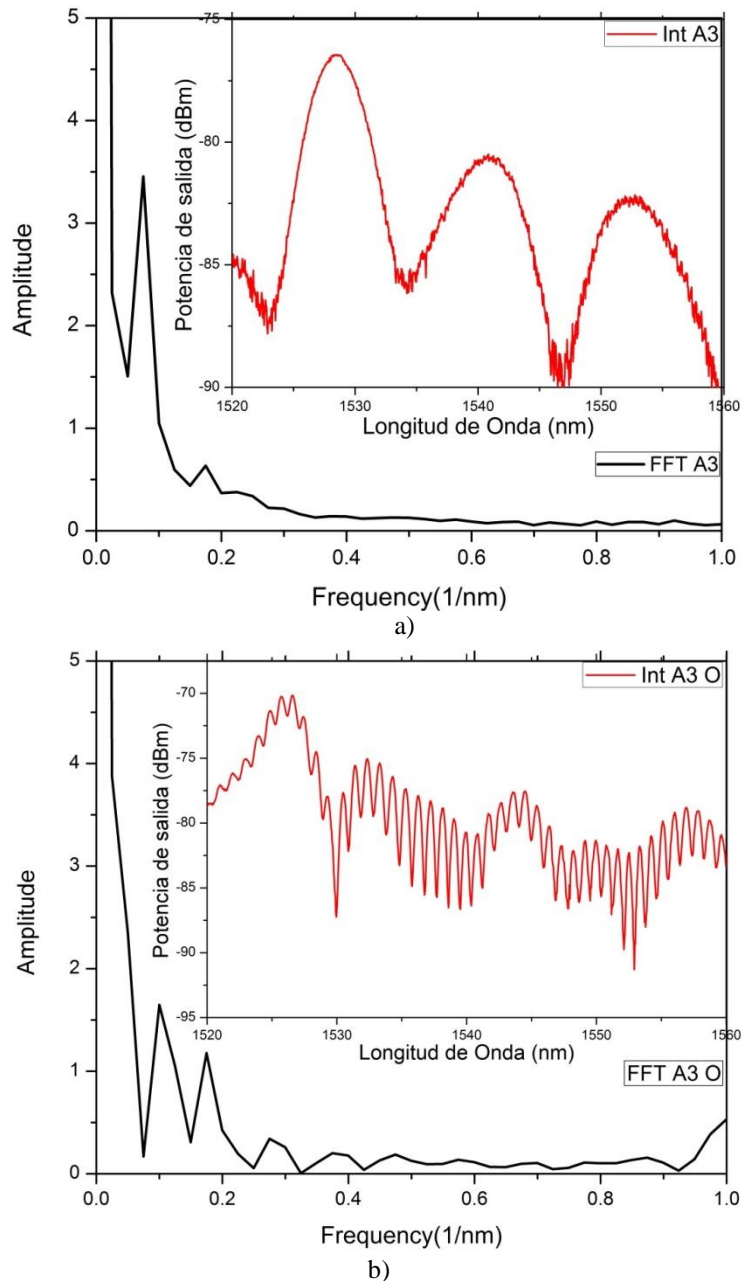 5
4
3
2
1
0
Amplitude
0.0 0.2 0.4 0.6 0.8 1.0
Frequency(1/nm)
FFT A3
-75
-80
-85
-90
Potencia de salida (dBm)
1520 1530 1540 1550 1560
Longitud de Onda (nm)
Int A3
a)
5
4
3
2
1
0
Amplitude
0.0 0.2 0.4 0.6 0.8 1.0
Frequency(1/nm)
FFT A3 O
-70
-75
-80
-85
-90
-95
Potencia de salida (dBm)
1520 1530 1540 1550 1560
Longitud de Onda (nm)
Int A3 O
b)